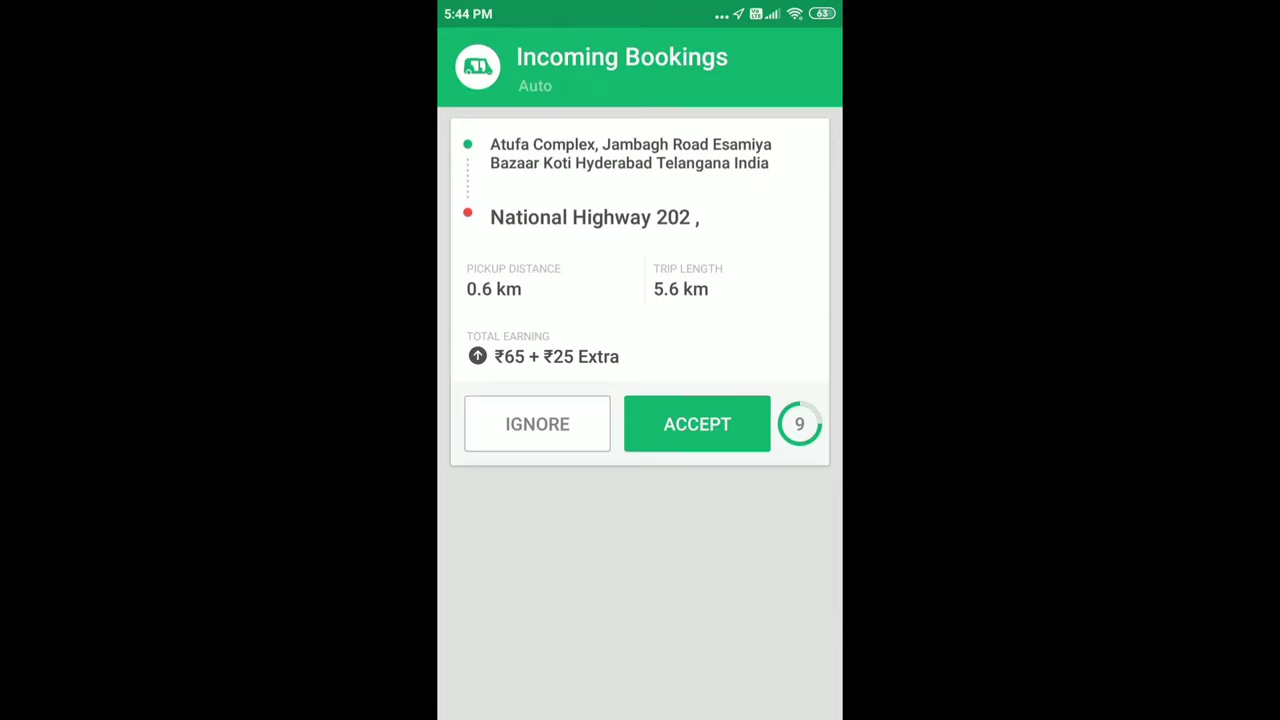 5:44 PM
63
Incoming Bookings
Auto
Atufa Complex, Jambagh Road Esamiya
Bazaar Koti Hyderabad Telangana India
National Highway 202 ,
PICKUP DISTANCE
TRIP LENGTH
0.6 km
5.6 km
TOTAL EARNING
₹65 + ₹25 Extra
IGNORE
ACCEPT
9